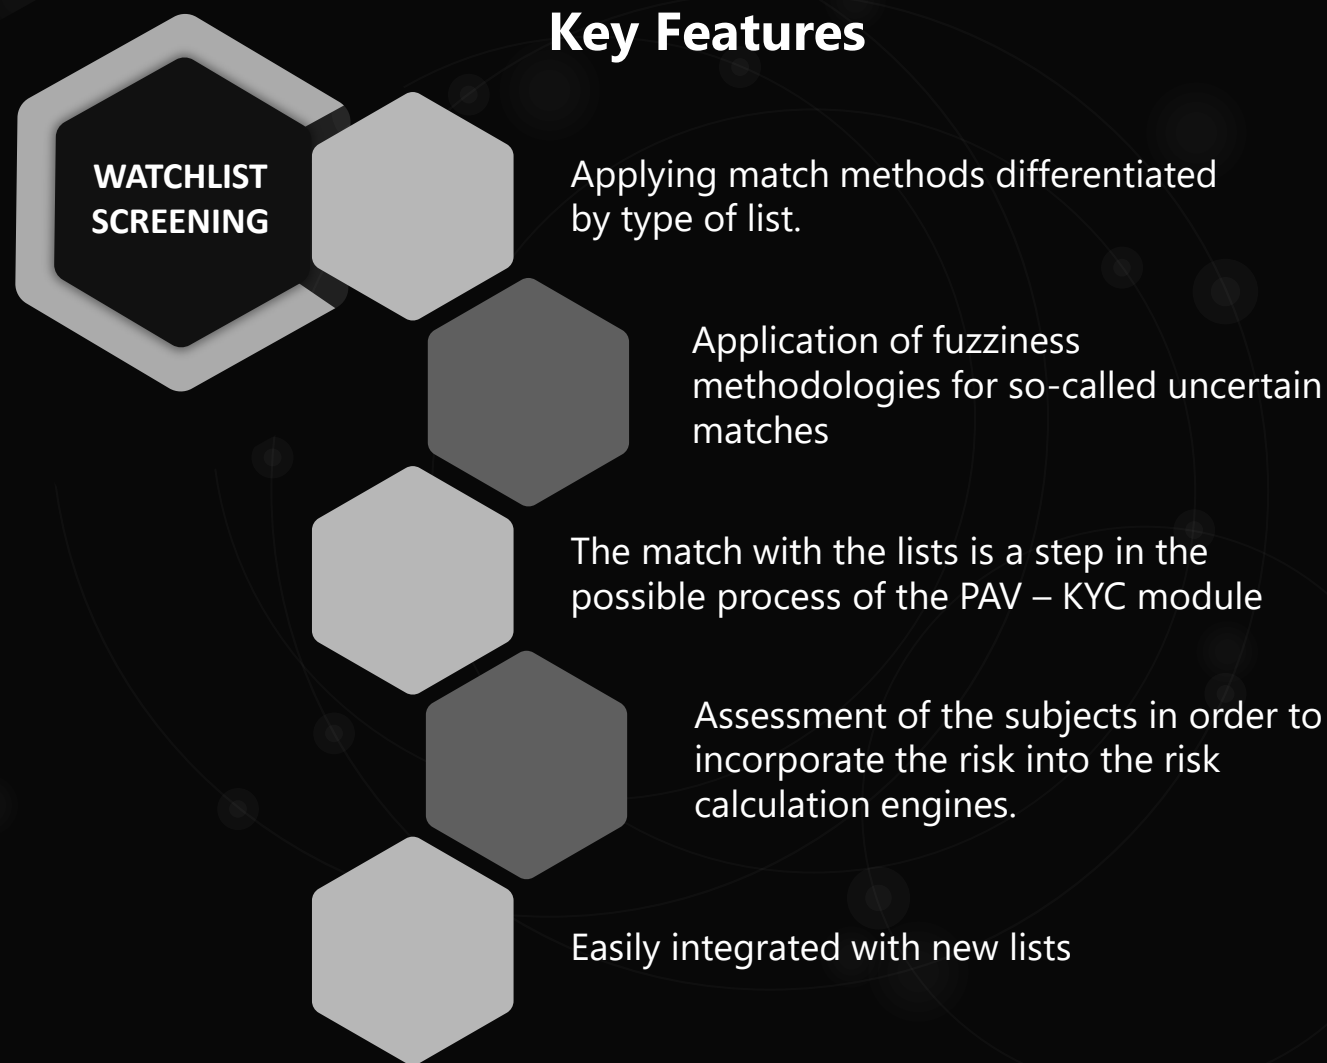 Key Features
WATCHLIST
SCREENING
Applying match methods differentiated
by type of list.
Application of fuzziness
methodologies for so-called uncertain
matches
The match with the lists is a step in the
possible process of the PAV – KYC module
Assessment of the subjects in order to
incorporate the risk into the risk
calculation engines.
Easily integrated with new lists